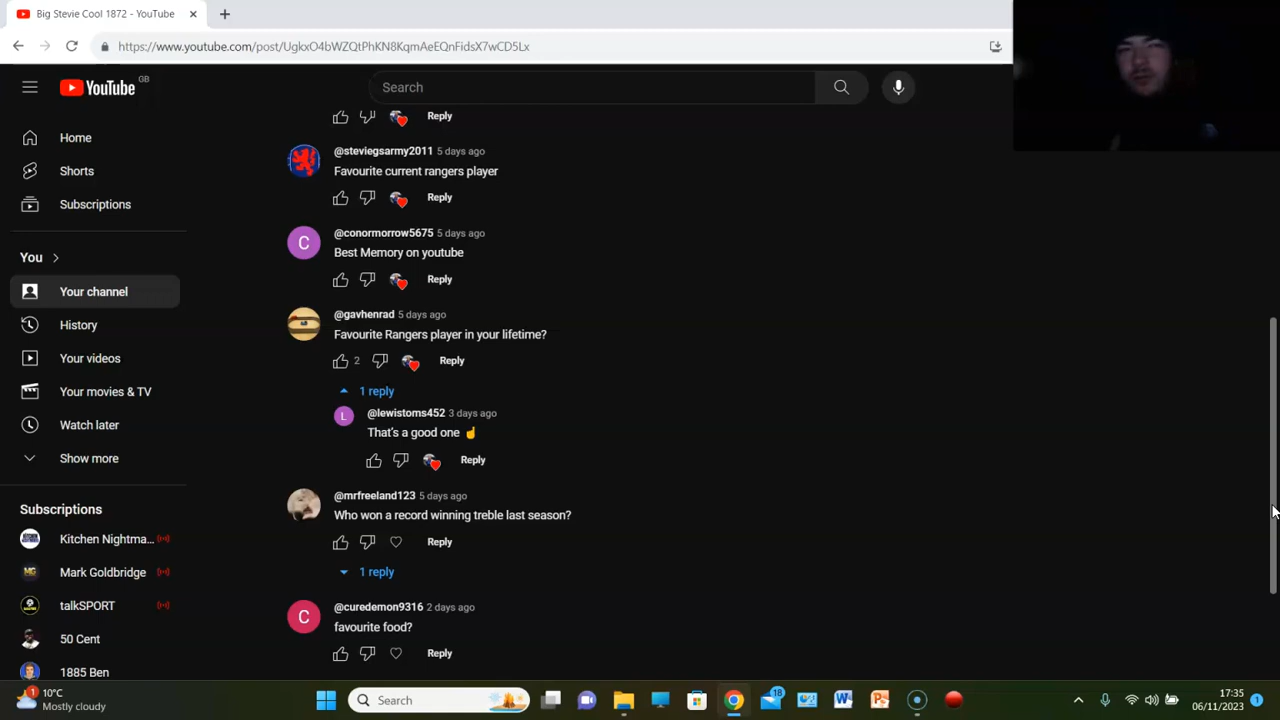 Big Stevie Cool 1872 - YouTube
https://www.youtube.com/post/UgkxO4bWZQtPhKN8KqmAeEQnFidsX7wCD5Lx
YouTube GB
Search
Home
Shorts
Subscriptions
You
Your channel
History
Your videos
Your movies & TV
Watch later
Show more
Subscriptions
Kitchen Nightma...
Mark Goldbridge
talkSPORT
50 Cent
1885 Ben
Reply
@steviegsarmy2011 5 days ago
Favourite current rangers player
Reply
C
@conormorrow5675 5 days ago
Best Memory on youtube
Reply
@gavhenrad 5 days ago
Favourite Rangers player in your lifetime?
2 Reply
1 reply
L
@lewistoms452 3 days ago
That's a good one ☝
Reply
@mrfreeland123 5 days ago
Who won a record winning treble last season?
Reply
1 reply
C
@curedemon9316 2 days ago
favourite food?
Reply
1
10°C
Mostly cloudy
Search
18
17:35
06/11/2023
1